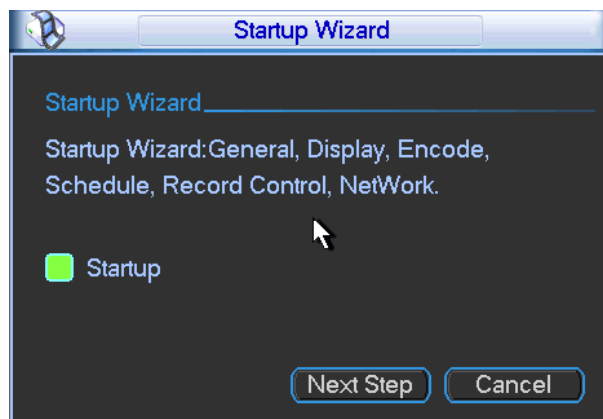 Startup Wizard
Startup Wizard
Startup Wizard:General, Display, Encode,
Schedule, Record Control, NetWork.
Startup
Next Step Cancel